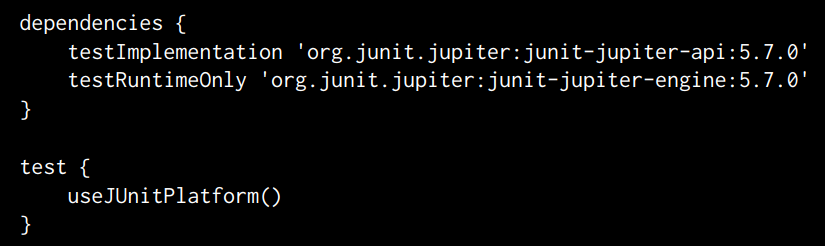 dependencies {
    testImplementation 'org.junit.jupiter:junit-jupiter-api:5.7.0'
    testRuntimeOnly 'org.junit.jupiter:junit-jupiter-engine:5.7.0'
}

test {
    useJUnitPlatform()
}